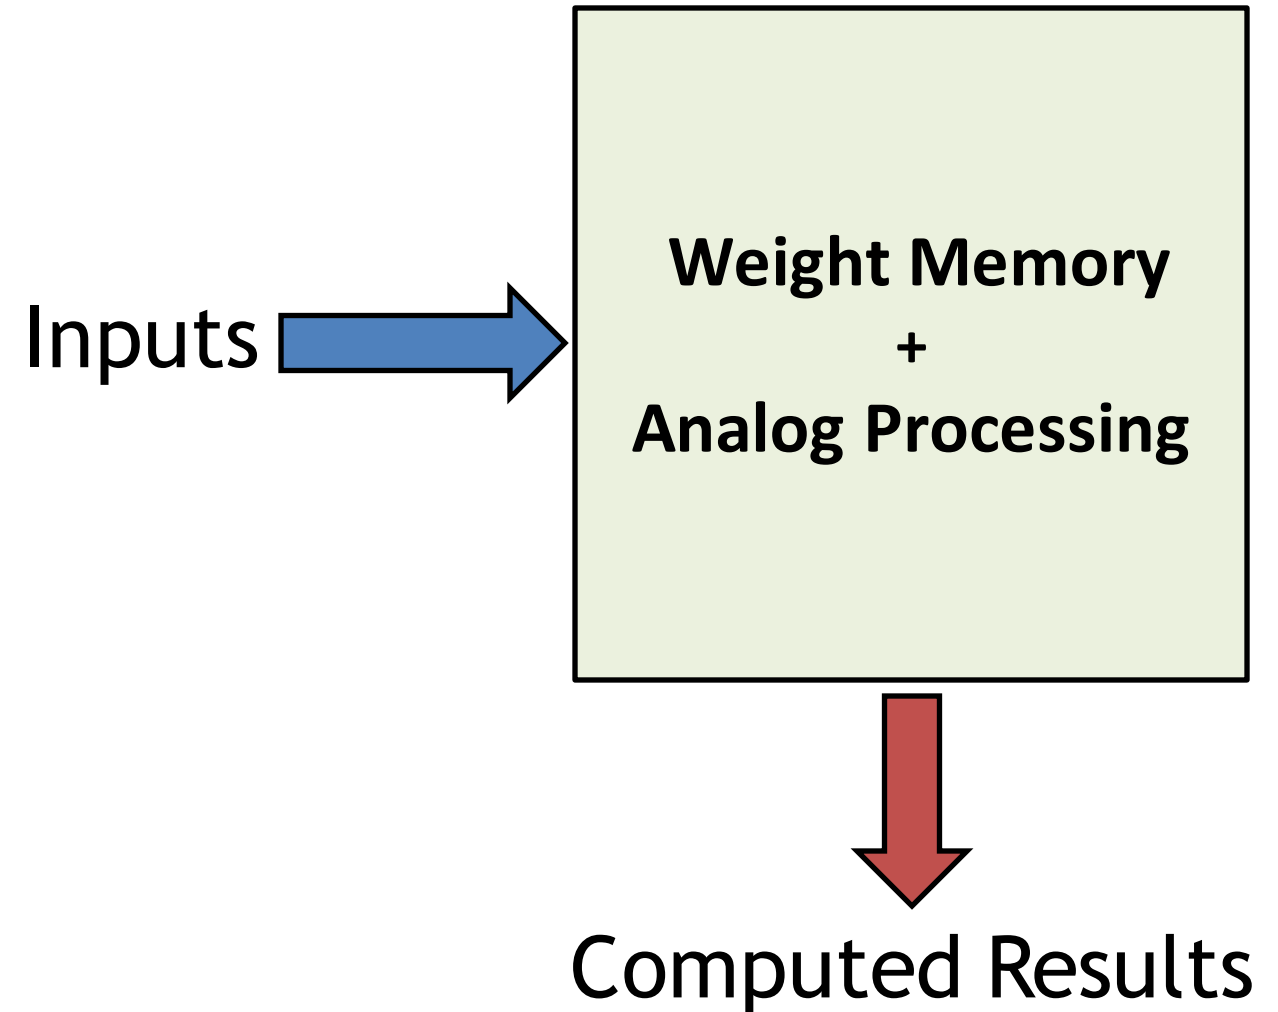 Weight Memory
+
Analog Processing
Inputs
Computed Results